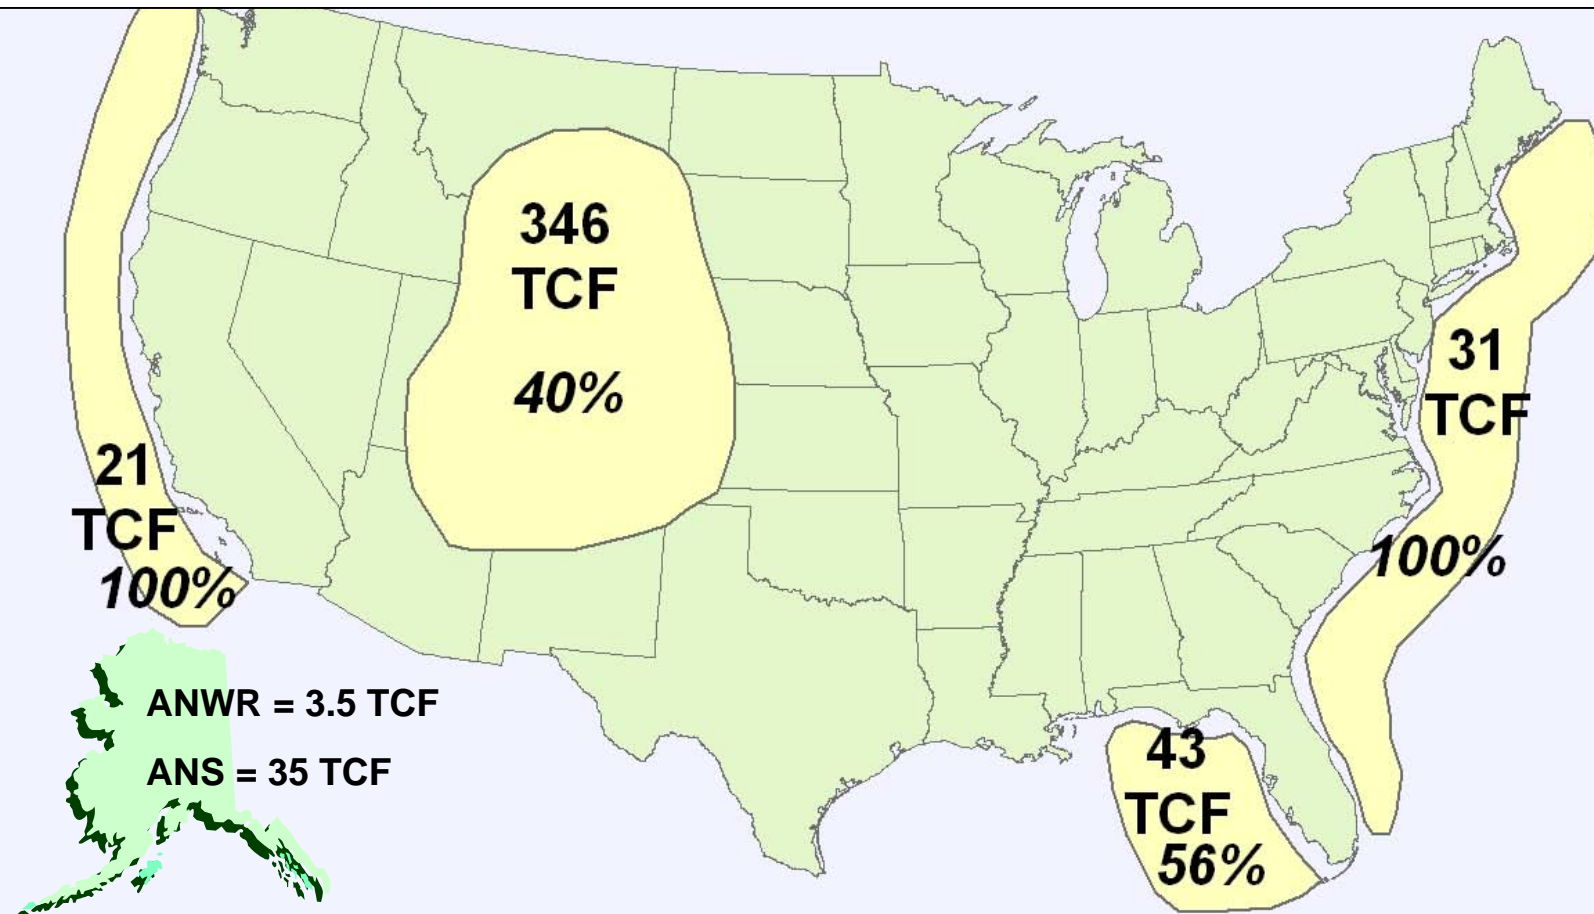 346
TCF
40%
31
TCF
100%
21
TCF
100%
ANWR = 3.5 TCF
ANS = 35 TCF
43
TCF
56%